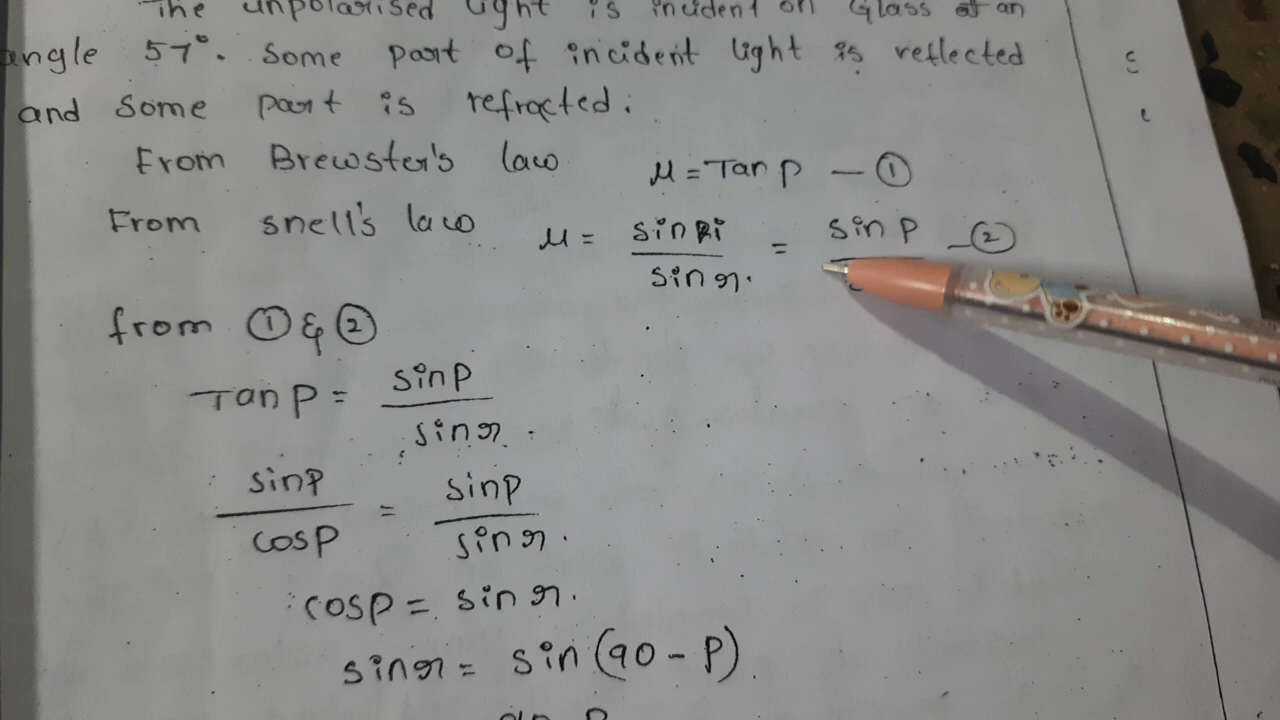 The unpolarised light is incident on Glass at an
angle 57°. Some part of incident light is reflected
and some part is refracted.
From Brewster's law μ = Tan p — ①
From snell's law μ = sin i / sin r. = sin p — ②
from ① & ②
Tan p = sin p / sin r.
sin p / cos p = sin p / sin r.
cos p = sin r.
sin r = sin (90 - p)